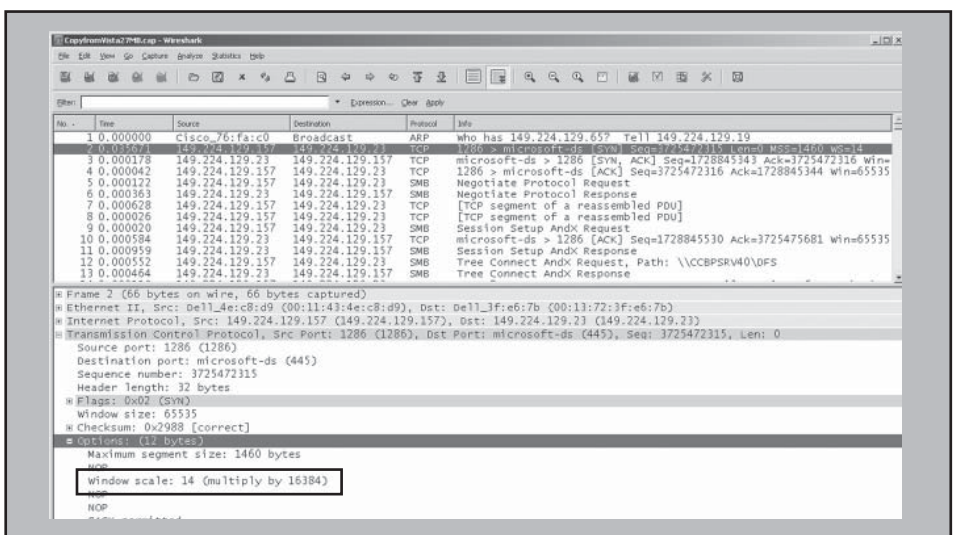 CopyfromVista27MB.cap - Wireshark
File Edit View Go Capture Analyze Statistics Help
Filter: Expression... Clear Apply
No. - Time Source Destination Protocol Info
1 0.000000 Cisco_76:fa:c0 Broadcast ARP Who has 149.224.129.65? Tell 149.224.129.19
2 0.035671 149.224.129.157 149.224.129.23 TCP 1286 > microsoft-ds [SYN] Seq=3725472315 Len=0 MSS=1460 WS=14
3 0.000178 149.224.129.23 149.224.129.157 TCP microsoft-ds > 1286 [SYN, ACK] Seq=1728845343 Ack=3725472316 Win=
4 0.000042 149.224.129.157 149.224.129.23 TCP 1286 > microsoft-ds [ACK] Seq=3725472316 Ack=1728845344 Win=65535
5 0.000122 149.224.129.157 149.224.129.23 SMB Negotiate Protocol Request
6 0.000363 149.224.129.23 149.224.129.157 SMB Negotiate Protocol Response
7 0.000628 149.224.129.157 149.224.129.23 TCP [TCP segment of a reassembled PDU]
8 0.000026 149.224.129.157 149.224.129.23 TCP [TCP segment of a reassembled PDU]
9 0.000020 149.224.129.157 149.224.129.23 SMB Session Setup AndX Request
10 0.000584 149.224.129.23 149.224.129.157 TCP microsoft-ds > 1286 [ACK] Seq=1728845530 Ack=3725475681 Win=65535
11 0.000959 149.224.129.23 149.224.129.157 SMB Session Setup AndX Response
12 0.000552 149.224.129.157 149.224.129.23 SMB Tree Connect AndX Request, Path: \\CCBPSRV40\DFS
13 0.000464 149.224.129.23 149.224.129.157 SMB Tree Connect AndX Response
Frame 2 (66 bytes on wire, 66 bytes captured)
Ethernet II, Src: Dell_4e:c8:d9 (00:11:43:4e:c8:d9), Dst: Dell_3f:e6:7b (00:13:72:3f:e6:7b)
Internet Protocol, Src: 149.224.129.157 (149.224.129.157), Dst: 149.224.129.23 (149.224.129.23)
Transmission Control Protocol, Src Port: 1286 (1286), Dst Port: microsoft-ds (445), Seq: 3725472315, Len: 0
Source port: 1286 (1286)
Destination port: microsoft-ds (445)
Sequence number: 3725472315
Header length: 32 bytes
Flags: 0x02 (SYN)
Window size: 65535
Checksum: 0x2988 [correct]
Options: (12 bytes)
Maximum segment size: 1460 bytes
NOP
Window scale: 14 (multiply by 16384)
NOP
NOP